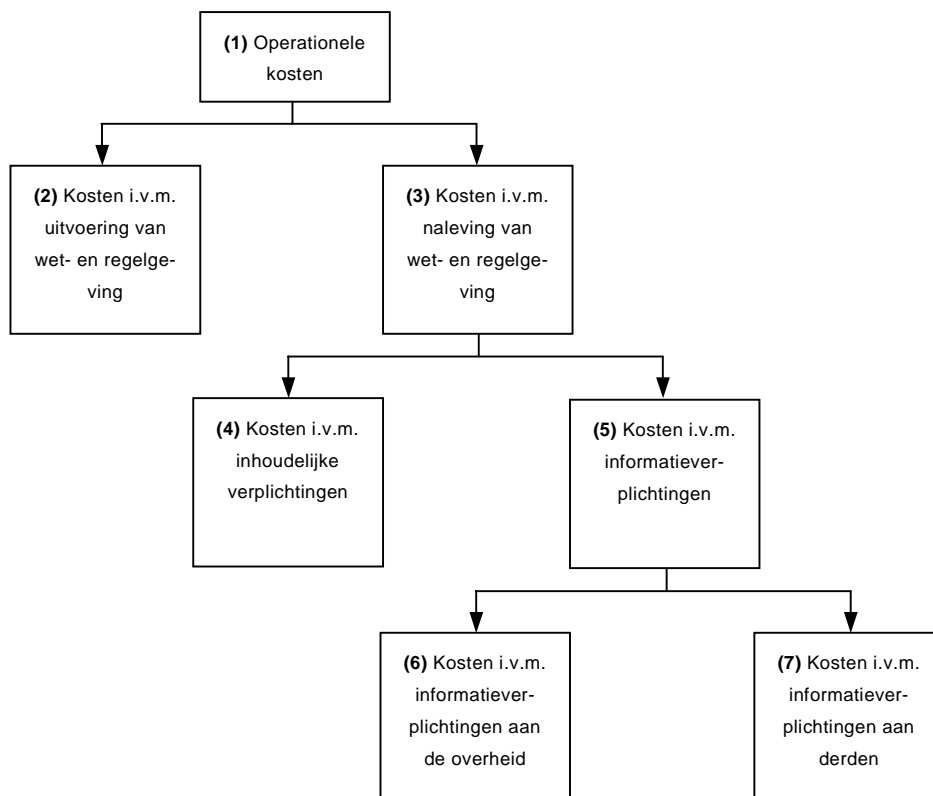 (1) Operationele
kosten
(2) Kosten i.v.m.
uitvoering van
wet- en regelge-
ving
(3) Kosten i.v.m.
naleving van
wet- en regelge-
ving
(4) Kosten i.v.m.
inhoudelijke
verplichtingen
(5) Kosten i.v.m.
informatiever-
plichtingen
(6) Kosten i.v.m.
informatiever-
plichtingen aan
de overheid
(7) Kosten i.v.m.
informatiever-
plichtingen aan
derden